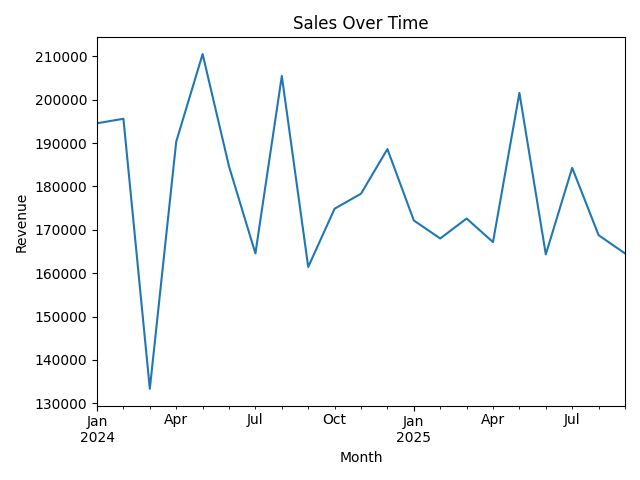 Sales Over Time
Revenue
210000
200000
190000
180000
170000
160000
150000
140000
130000
Jan
2024
Apr
Jul
Oct
Jan
2025
Apr
Jul
Month